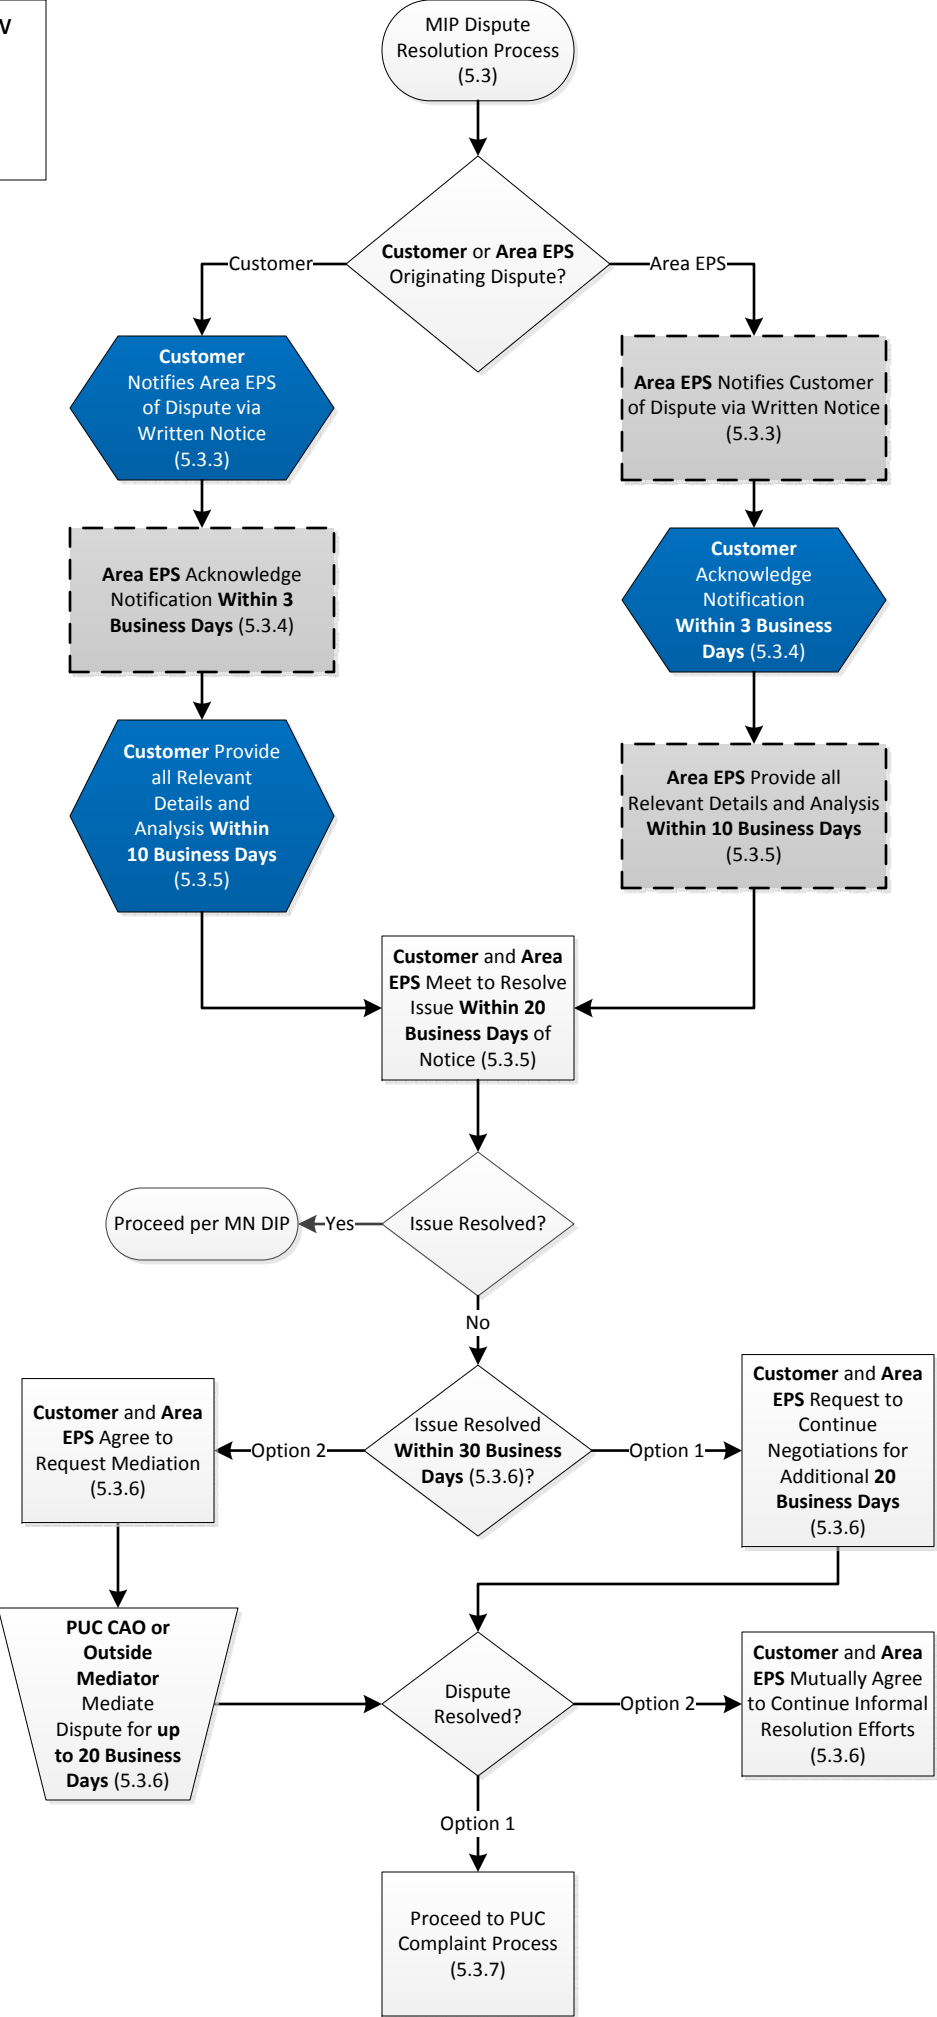 MIP Dispute
Resolution Process
(5.3)
Customer or Area EPS
Originating Dispute?
Customer
Area EPS
Customer
Notifies Area EPS
of Dispute via
Written Notice
(5.3.3)
Area EPS Notifies Customer
of Dispute via Written Notice
(5.3.3)
Area EPS Acknowledge
Notification Within 3
Business Days (5.3.4)
Customer
Acknowledge
Notification
Within 3 Business
Days (5.3.4)
Customer Provide
all Relevant
Details and
Analysis Within
10 Business Days
(5.3.5)
Area EPS Provide all
Relevant Details and Analysis
Within 10 Business Days
(5.3.5)
Customer and Area
EPS Meet to Resolve
Issue Within 20
Business Days of
Notice (5.3.5)
Issue Resolved?
Yes
Proceed per MN DIP
No
Issue Resolved
Within 30 Business
Days (5.3.6)?
Option 2
Option 1
Customer and Area
EPS Agree to
Request Mediation
(5.3.6)
Customer and Area
EPS Request to
Continue
Negotiations for
Additional 20
Business Days
(5.3.6)
PUC CAO or
Outside
Mediator
Mediate
Dispute for up
to 20 Business
Days (5.3.6)
Dispute
Resolved?
Option 2
Customer and Area
EPS Mutually Agree
to Continue Informal
Resolution Efforts
(5.3.6)
Option 1
Proceed to PUC
Complaint Process
(5.3.7)